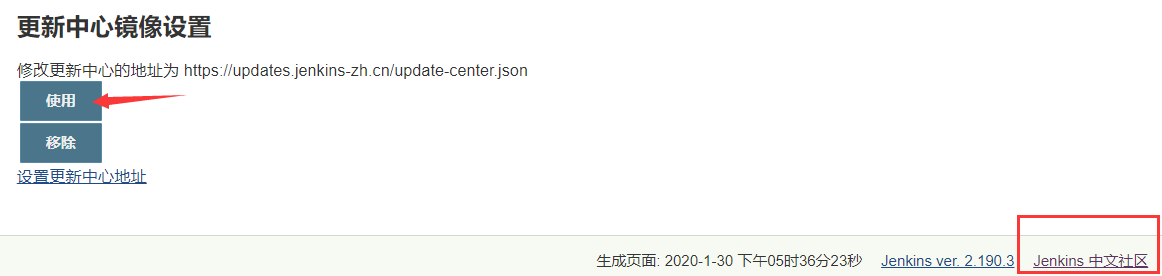 更新中心镜像设置
修改更新中心的地址为 https://updates.jenkins-zh.cn/update-center.json
使用
移除
设置更新中心地址
生成页面: 2020-1-30 下午05时36分23秒 Jenkins ver. 2.190.3 Jenkins 中文社区